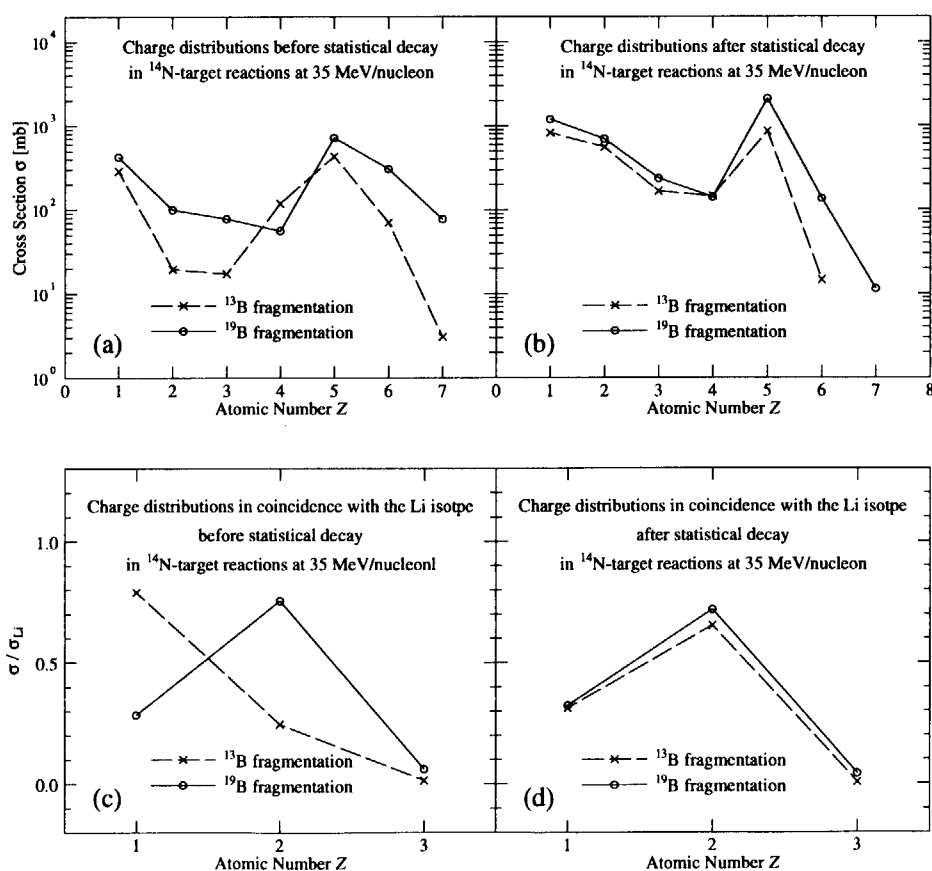 10⁴
10³
10²
10¹
10⁰
Cross Section σ [mb]
Charge distributions before statistical decay
in ¹⁴N-target reactions at 35 MeV/nucleon
¹³B fragmentation
¹⁹B fragmentation
(a)
0 1 2 3 4 5 6 7
Atomic Number Z
Charge distributions after statistical decay
in ¹⁴N-target reactions at 35 MeV/nucleon
¹³B fragmentation
¹⁹B fragmentation
(b)
0 1 2 3 4 5 6 7 8
Atomic Number Z
1.0
0.5
0.0
σ / σLi
Charge distributions in coincidence with the Li isotpe
before statistical decay
in ¹⁴N-target reactions at 35 MeV/nucleonl
¹³B fragmentation
¹⁹B fragmentation
(c)
1 2 3
Atomic Number Z
Charge distributions in coincidence with the Li isotpe
after statistical decay
in ¹⁴N-target reactions at 35 MeV/nucleon
¹³B fragmentation
¹⁹B fragmentation
(d)
1 2 3
Atomic Number Z